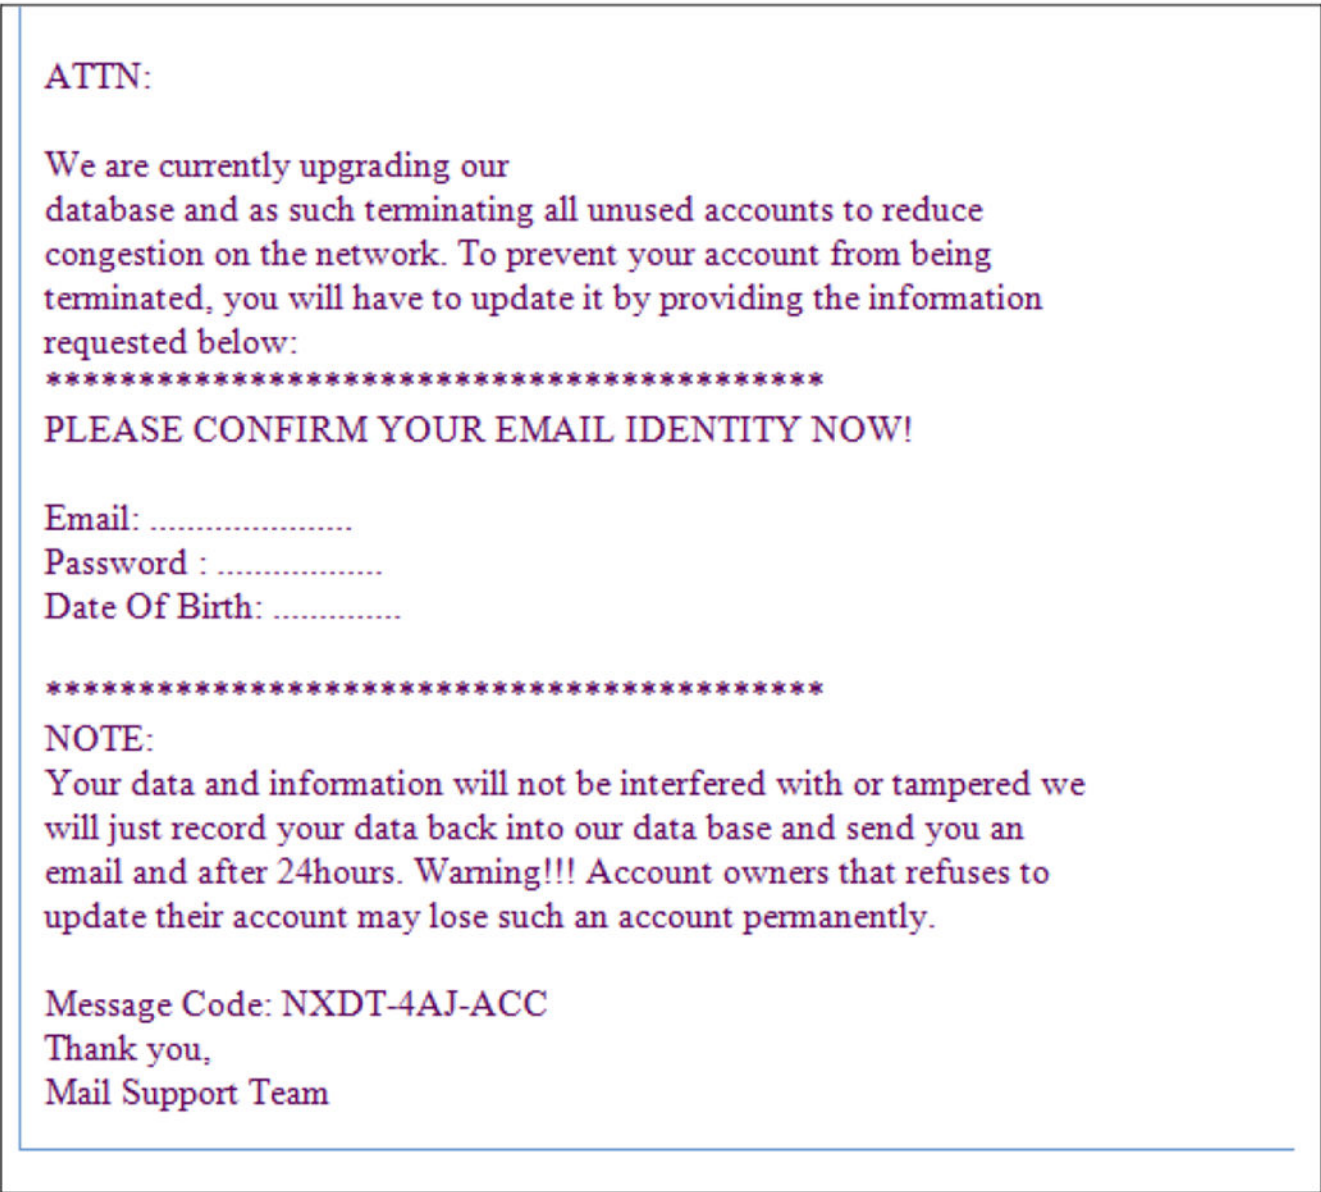 ATTN:
We are currently upgrading our
database and as such terminating all unused accounts to reduce
congestion on the network. To prevent your account from being
terminated, you will have to update it by providing the information
requested below:
******************************************
PLEASE CONFIRM YOUR EMAIL IDENTITY NOW!
Email: ......................
Password : ..................
Date Of Birth: ..............
******************************************
NOTE:
Your data and information will not be interfered with or tampered we
will just record your data back into our data base and send you an
email and after 24hours. Warning!!! Account owners that refuses to
update their account may lose such an account permanently.
Message Code: NXDT-4AJ-ACC
Thank you,
Mail Support Team